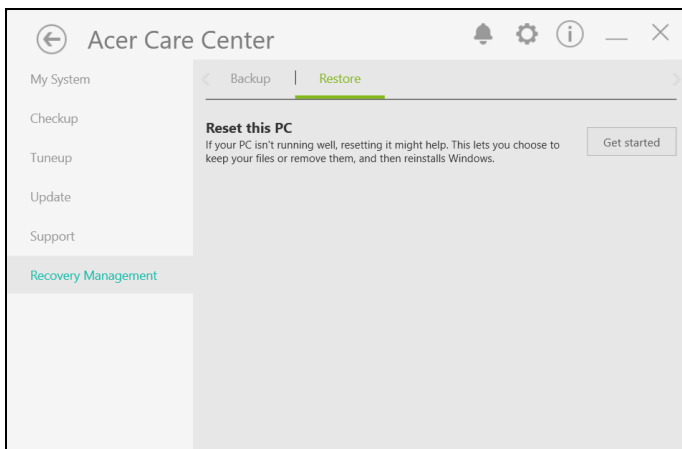 Acer Care Center
My System
Checkup
Tuneup
Update
Support
Recovery Management
Backup | Restore
Reset this PC
If your PC isn't running well, resetting it might help. This lets you choose to
keep your files or remove them, and then reinstalls Windows.
Get started